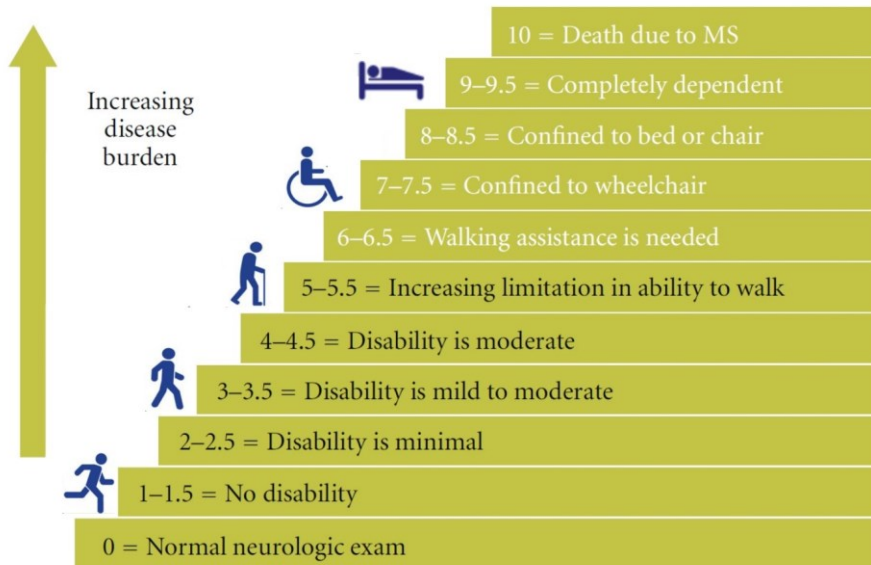 10 = Death due to MS
9–9.5 = Completely dependent
Increasing
disease
burden
8–8.5 = Confined to bed or chair
7–7.5 = Confined to wheelchair
6–6.5 = Walking assistance is needed
5–5.5 = Increasing limitation in ability to walk
4–4.5 = Disability is moderate
3–3.5 = Disability is mild to moderate
2–2.5 = Disability is minimal
1–1.5 = No disability
0 = Normal neurologic exam